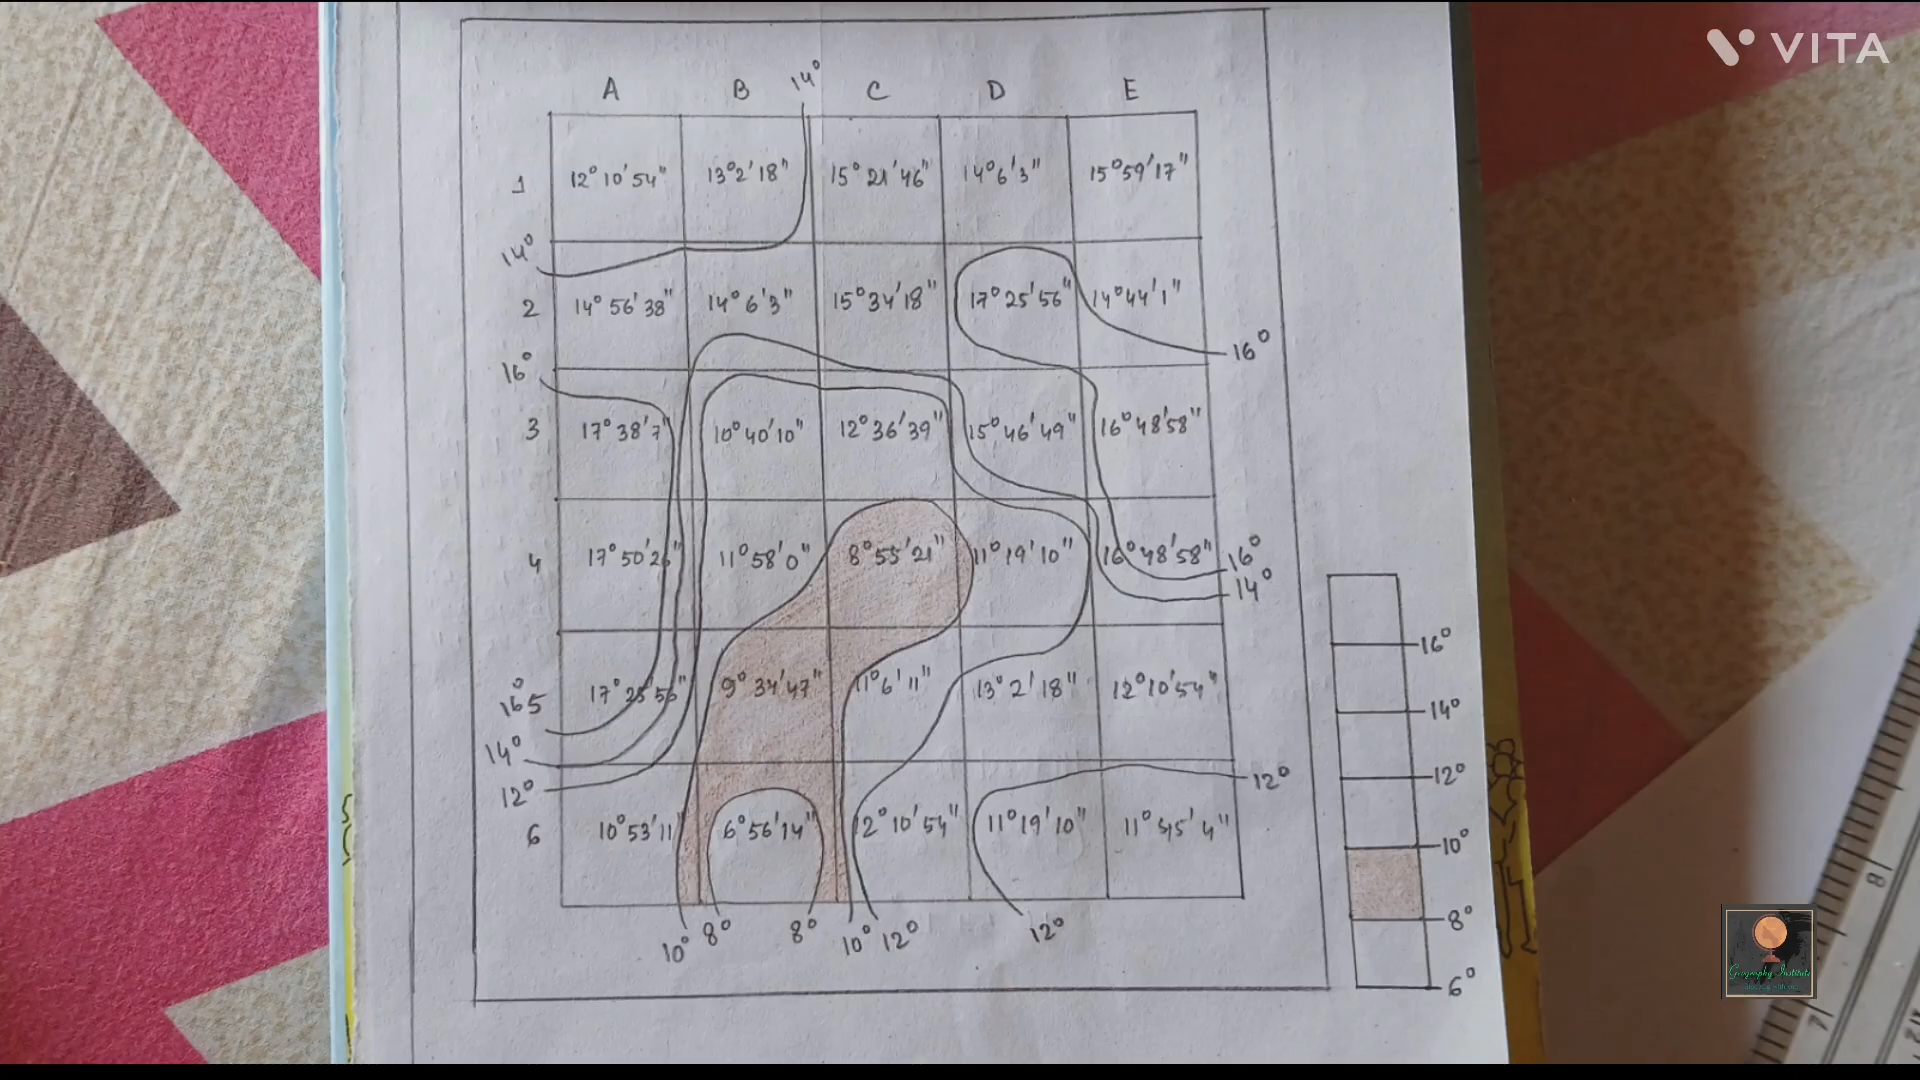 VITA
14°
A B C D E
1 12°10'54" 13°2'18" 15°21'46" 14°6'3" 15°59'17"
14°
2 14°56'38" 14°6'3" 15°34'18" 17°25'56" 14°44'1"
16°
16°
3 17°38'7" 10°40'10" 12°36'39" 15°46'49" 16°48'58"
4 17°50'26" 11°58'0" 8°55'21" 11°19'10" 16°48'58"
16°
14°
16°
5 17°25'56" 9°34'47" 11°6'11" 13°2'18" 12°10'54"
14°
12°
12°
6 10°53'11" 6°56'14" 12°10'54" 11°19'10" 11°45'4"
10° 8° 8° 10° 12° 12°
16°
14°
12°
10°
8°
6°
Geography Institute
8
7